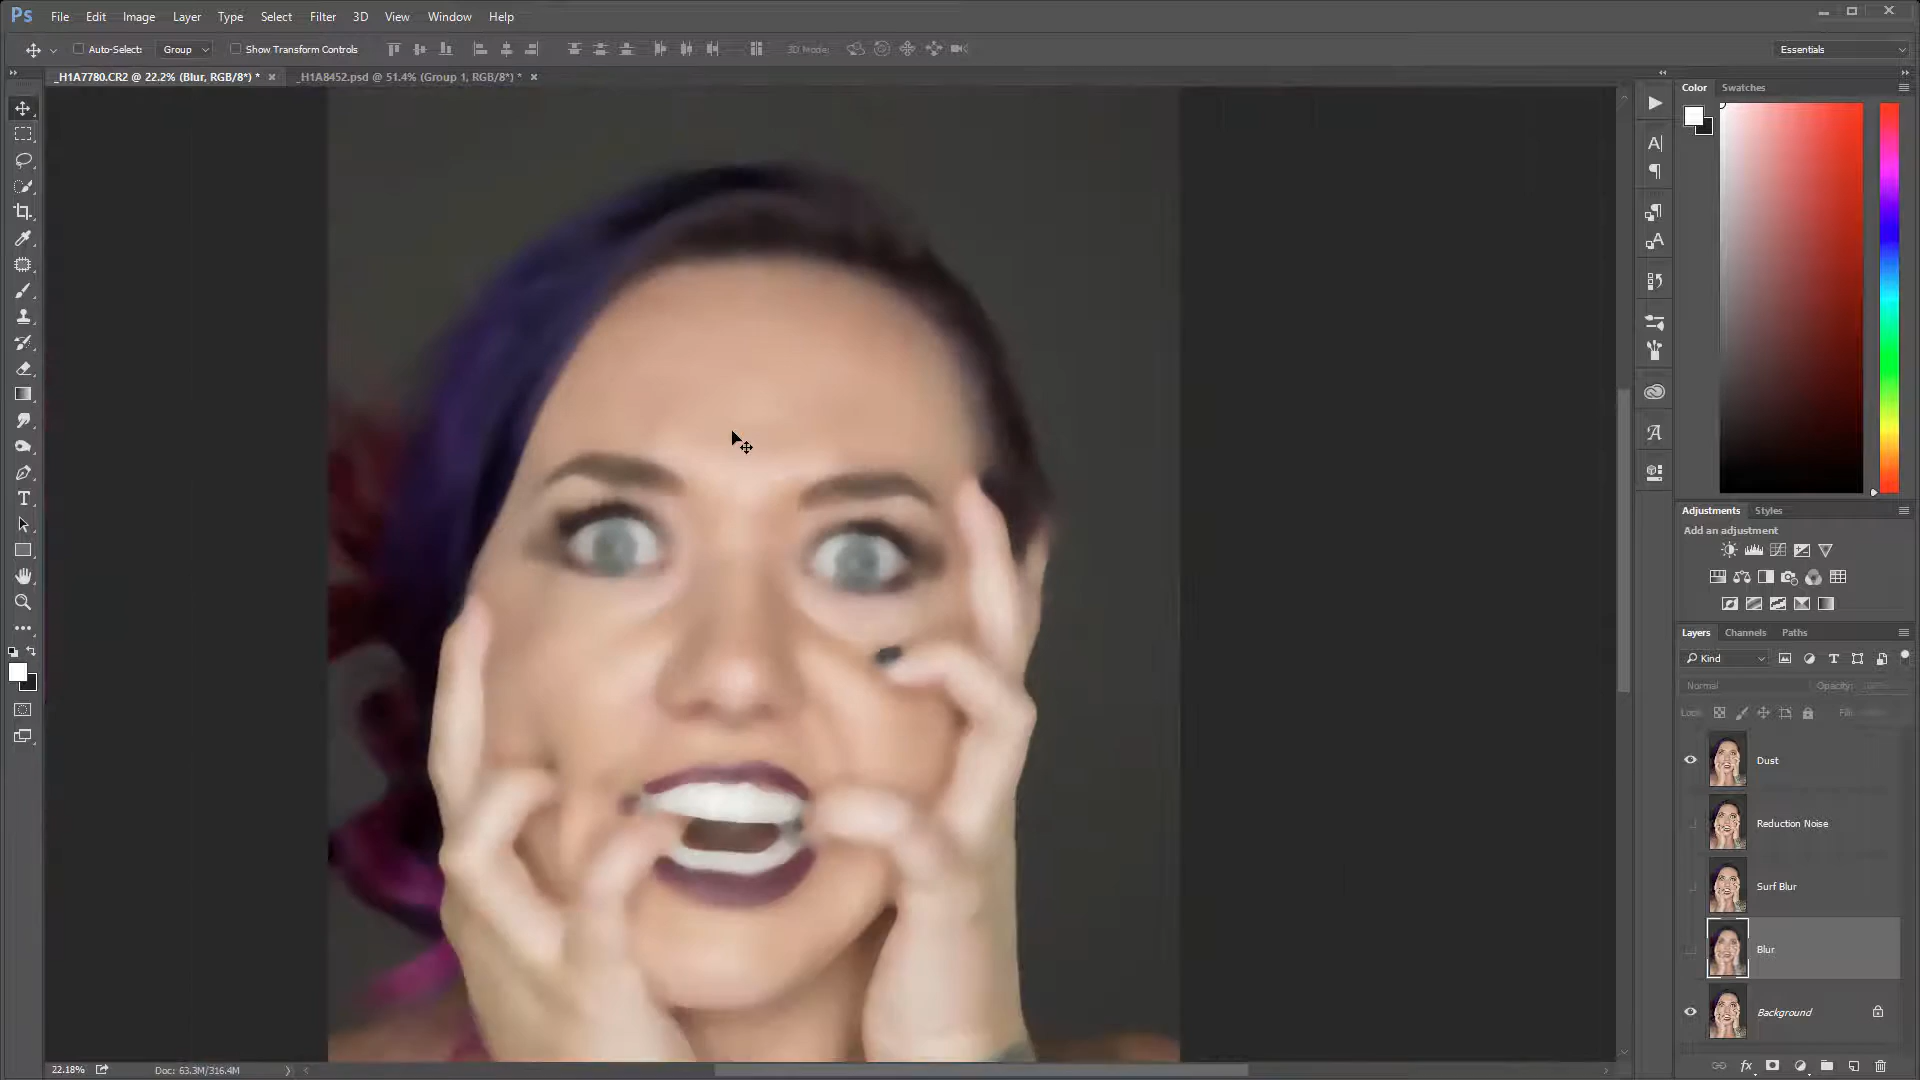 Ps File Edit Image Layer Type Select Filter 3D View Window Help
Auto-Select: Group Show Transform Controls 3D Mode: Essentials
_H1A7780.CR2 @ 22.2% (Blur, RGB/8*) * _H1A8452.psd @ 51.4% (Group 1, RGB/8*) *
Color Swatches
Adjustments Styles
Add an adjustment
Layers Channels Paths
Kind
Normal Opacity:
Lock: Fill:
Dust
Reduction Noise
Surf Blur
Blur
Background
22.18% Doc: 63.3M/316.4M
fx